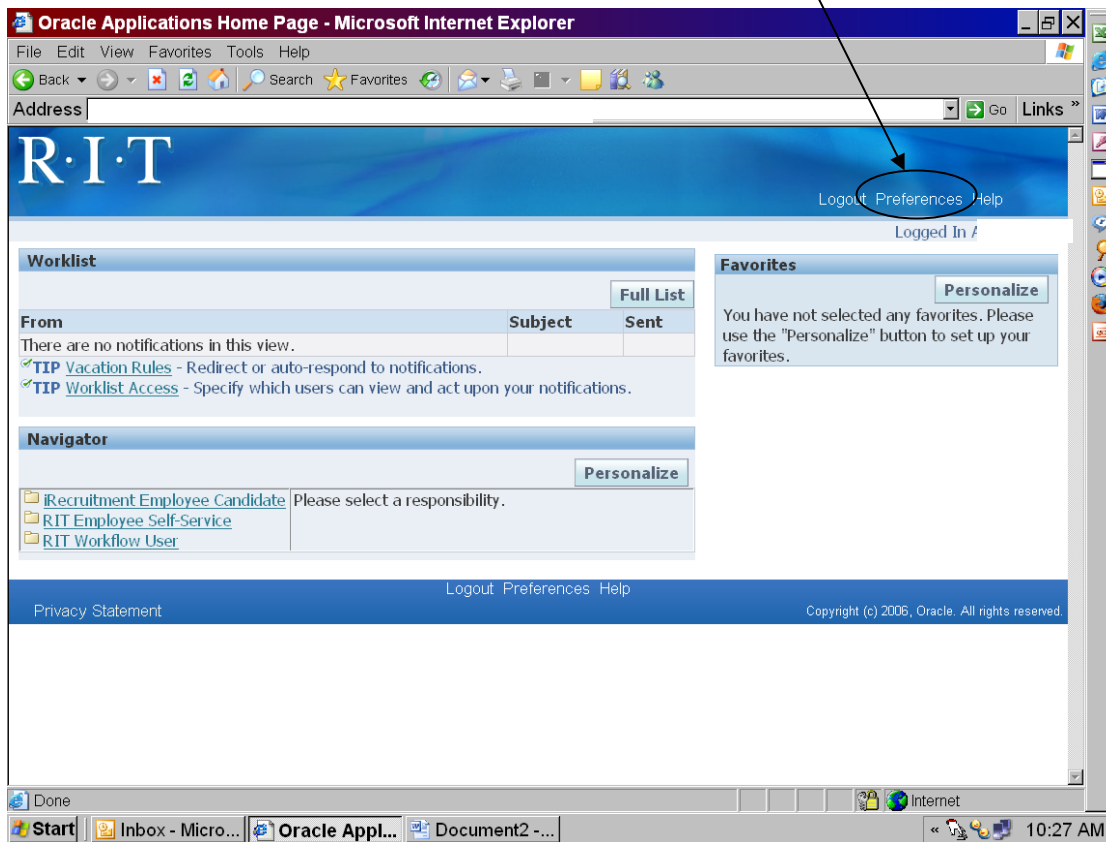 Oracle Applications Home Page - Microsoft Internet Explorer
File Edit View Favorites Tools Help
Back Search Favorites
Address Go Links »
R·I·T
Logout Preferences Help
Logged In
Worklist
Full List
From Subject Sent
There are no notifications in this view.
TIP Vacation Rules - Redirect or auto-respond to notifications.
TIP Worklist Access - Specify which users can view and act upon your notifications.
Favorites
Personalize
You have not selected any favorites. Please
use the "Personalize" button to set up your
favorites.
Navigator
Personalize
iRecruitment Employee Candidate Please select a responsibility.
RIT Employee Self-Service
RIT Workflow User
Logout Preferences Help
Privacy Statement Copyright (c) 2006, Oracle. All rights reserved.
Done Internet
Start Inbox - Micro... Oracle Appl... Document2 -... « 10:27 AM